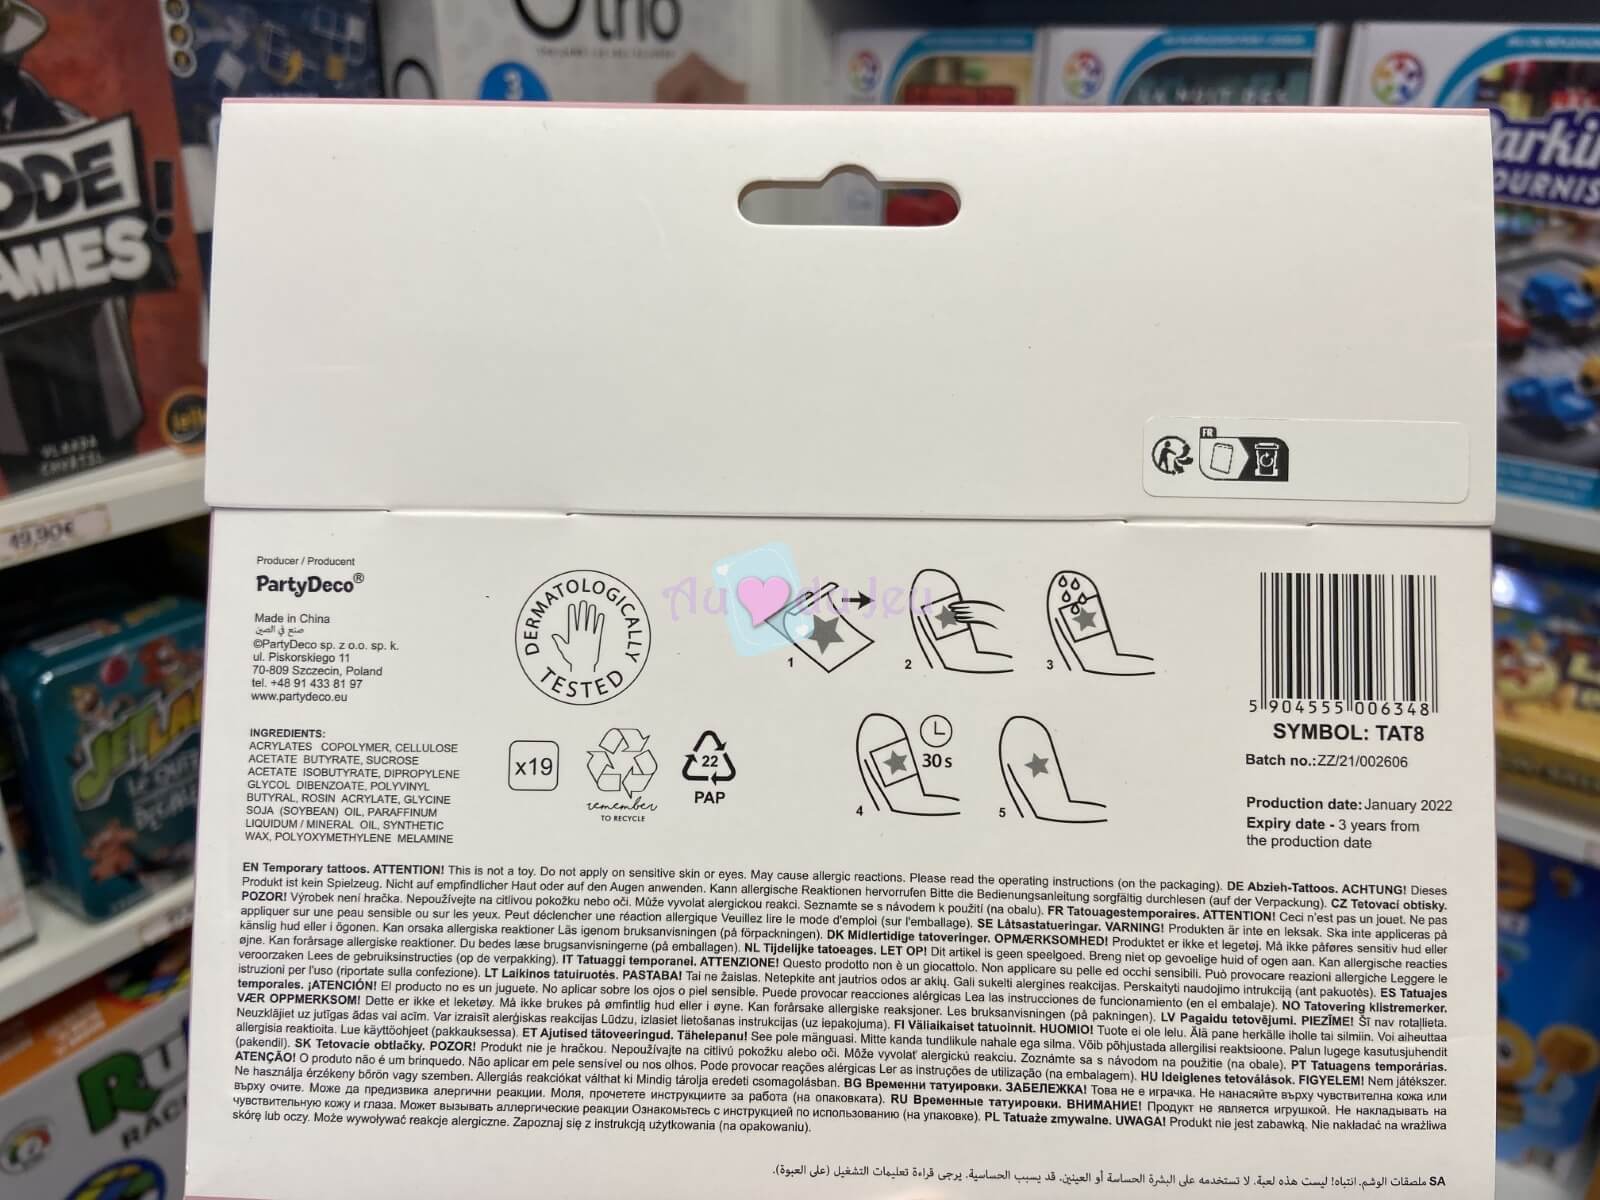 Otrio
3
ODE
AMES!
VLAADA
CHVÁTIL
iello
49,90€
LA NUIT DES
arki
OURNIS
JETLAG
Ru
RAC
Producer / Producent
PartyDeco®
Made in China
صنع في الصين
©PartyDeco sp. z o.o. sp. k.
ul. Piskorskiego 11
70-809 Szczecin, Poland
tel. +48 91 433 81 97
www.partydeco.eu
DERMATOLOGICALLY TESTED
Au du Jeu
1
2
3
4
30 s
5
FR
5 904555 006348
SYMBOL: TAT8
Batch no.:ZZ/21/002606
Production date: January 2022
Expiry date - 3 years from
the production date
INGREDIENTS:
ACRYLATES COPOLYMER, CELLULOSE
ACETATE BUTYRATE, SUCROSE
ACETATE ISOBUTYRATE, DIPROPYLENE
GLYCOL DIBENZOATE, POLYVINYL
BUTYRAL, ROSIN ACRYLATE, GLYCINE
SOJA (SOYBEAN) OIL, PARAFFINUM
LIQUIDUM / MINERAL OIL, SYNTHETIC
WAX, POLYOXYMETHYLENE MELAMINE
x19
remember
TO RECYCLE
22
PAP
EN Temporary tattoos. ATTENTION! This is not a toy. Do not apply on sensitive skin or eyes. May cause allergic reactions. Please read the operating instructions (on the packaging). DE Abzieh-Tattoos. ACHTUNG! Dieses
Produkt ist kein Spielzeug. Nicht auf empfindlicher Haut oder auf den Augen anwenden. Kann allergische Reaktionen hervorrufen Bitte die Bedienungsanleitung sorgfältig durchlesen (auf der Verpackung). CZ Tetovací obtisky.
POZOR! Výrobek není hračka. Nepoužívejte na citlivou pokožku nebo oči. Může vyvolat alergickou reakci. Seznamte se s návodem k použití (na obalu). FR Tatouagestemporaires. ATTENTION! Ceci n'est pas un jouet. Ne pas
appliquer sur une peau sensible ou sur les yeux. Peut déclencher une réaction allergique Veuillez lire le mode d'emploi (sur l'emballage). SE Låtsastatueringar. VARNING! Produkten är inte en leksak. Ska inte appliceras på
känslig hud eller i ögonen. Kan orsaka allergiska reaktioner Läs igenom bruksanvisningen (på förpackningen). DK Midlertidige tatoveringer. OPMÆRKSOMHED! Produktet er ikke et legetøj. Må ikke påføres sensitiv hud eller
øjne. Kan forårsage allergiske reaktioner. Du bedes læse brugsanvisningerne (på emballagen). NL Tijdelijke tatoeages. LET OP! Dit artikel is geen speelgoed. Breng niet op gevoelige huid of ogen aan. Kan allergische reacties
veroorzaken Lees de gebruiksinstructies (op de verpakking). IT Tatuaggi temporanei. ATTENZIONE! Questo prodotto non è un giocattolo. Non applicare su pelle ed occhi sensibili. Può provocare reazioni allergiche Leggere le
istruzioni per l'uso (riportate sulla confezione). LT Laikinos tatuiruotės. PASTABA! Tai ne žaislas. Netepkite ant jautrios odos ar akių. Gali sukelti alergines reakcijas. Perskaityti naudojimo intrukciją (ant pakuotės). ES Tatuajes
temporales. ¡ATENCIÓN! El producto no es un juguete. No aplicar sobre los ojos o piel sensible. Puede provocar reacciones alérgicas Lea las instrucciones de funcionamiento (en el embalaje). NO Tatovering klistremerker.
VÆR OPPMERKSOM! Dette er ikke et leketøy. Må ikke brukes på ømfintlig hud eller i øyne. Kan forårsake allergiske reaksjoner. Les bruksanvisningen (på pakningen). LV Pagaidu tetovējumi. PIEZĪME! Šī nav rotaļlieta.
Neuzklājiet uz jutīgas ādas vai acīm. Var izraisīt alerģiskas reakcijas Lūdzu, izlasiet lietošanas instrukcijas (uz iepakojuma). FI Väliaikaiset tatuoinnit. HUOMIO! Tuote ei ole lelu. Älä pane herkälle iholle tai silmiin. Voi aiheuttaa
allergisia reaktioita. Lue käyttöohjeet (pakkauksessa). ET Ajutised tätoveeringud. Tähelepanu! See pole mänguasi. Mitte kanda tundlikule nahale ega silma. Võib põhjustada allergilisi reaktsioone. Palun lugege kasutusjuhendit
(pakendil). SK Tetovacie obtlačky. POZOR! Produkt nie je hračkou. Nepoužívajte na citlivú pokožku alebo oči. Môže vyvolať alergickú reakciu. Zoznámte sa s návodom na použitie (na obale). PT Tatuagens temporárias.
ATENÇÃO! O produto não é um brinquedo. Não aplicar em pele sensível ou nos olhos. Pode provocar reações alérgicas Ler as instruções de utilização (na embalagem). HU Ideiglenes tetoválások. FIGYELEM! Nem játékszer.
Ne használja érzékeny bőrön vagy szemben. Allergiás reakciókat válthat ki Mindig tárolja eredeti csomagolásban. BG Временни татуировки. ЗАБЕЛЕЖКА! Това не е играчка. Не нанасяйте върху чувствителна кожа или
върху очите. Може да предизвика алергични реакции. Моля, прочетете инструкциите за работа (на опаковката). RU Временные татуировки. ВНИМАНИЕ! Продукт не является игрушкой. Не накладывать на
чувствительную кожу и глаза. Может вызывать аллергические реакции Ознакомьтесь с инструкцией по использованию (на упаковке). PL Tatuaże zmywalne. UWAGA! Produkt nie jest zabawką. Nie nakładać na wrażliwa
skórę lub oczy. Może wywoływać reakcje alergiczne. Zapoznaj się z instrukcją użytkowania (na opakowaniu).
SA ملصقات الوشم. انتباه! ليست هذه لعبة. لا تستخدمه على البشرة الحساسة أو العينين. قد يسبب الحساسية. يرجى قراءة تعليمات التشغيل (على العبوة).